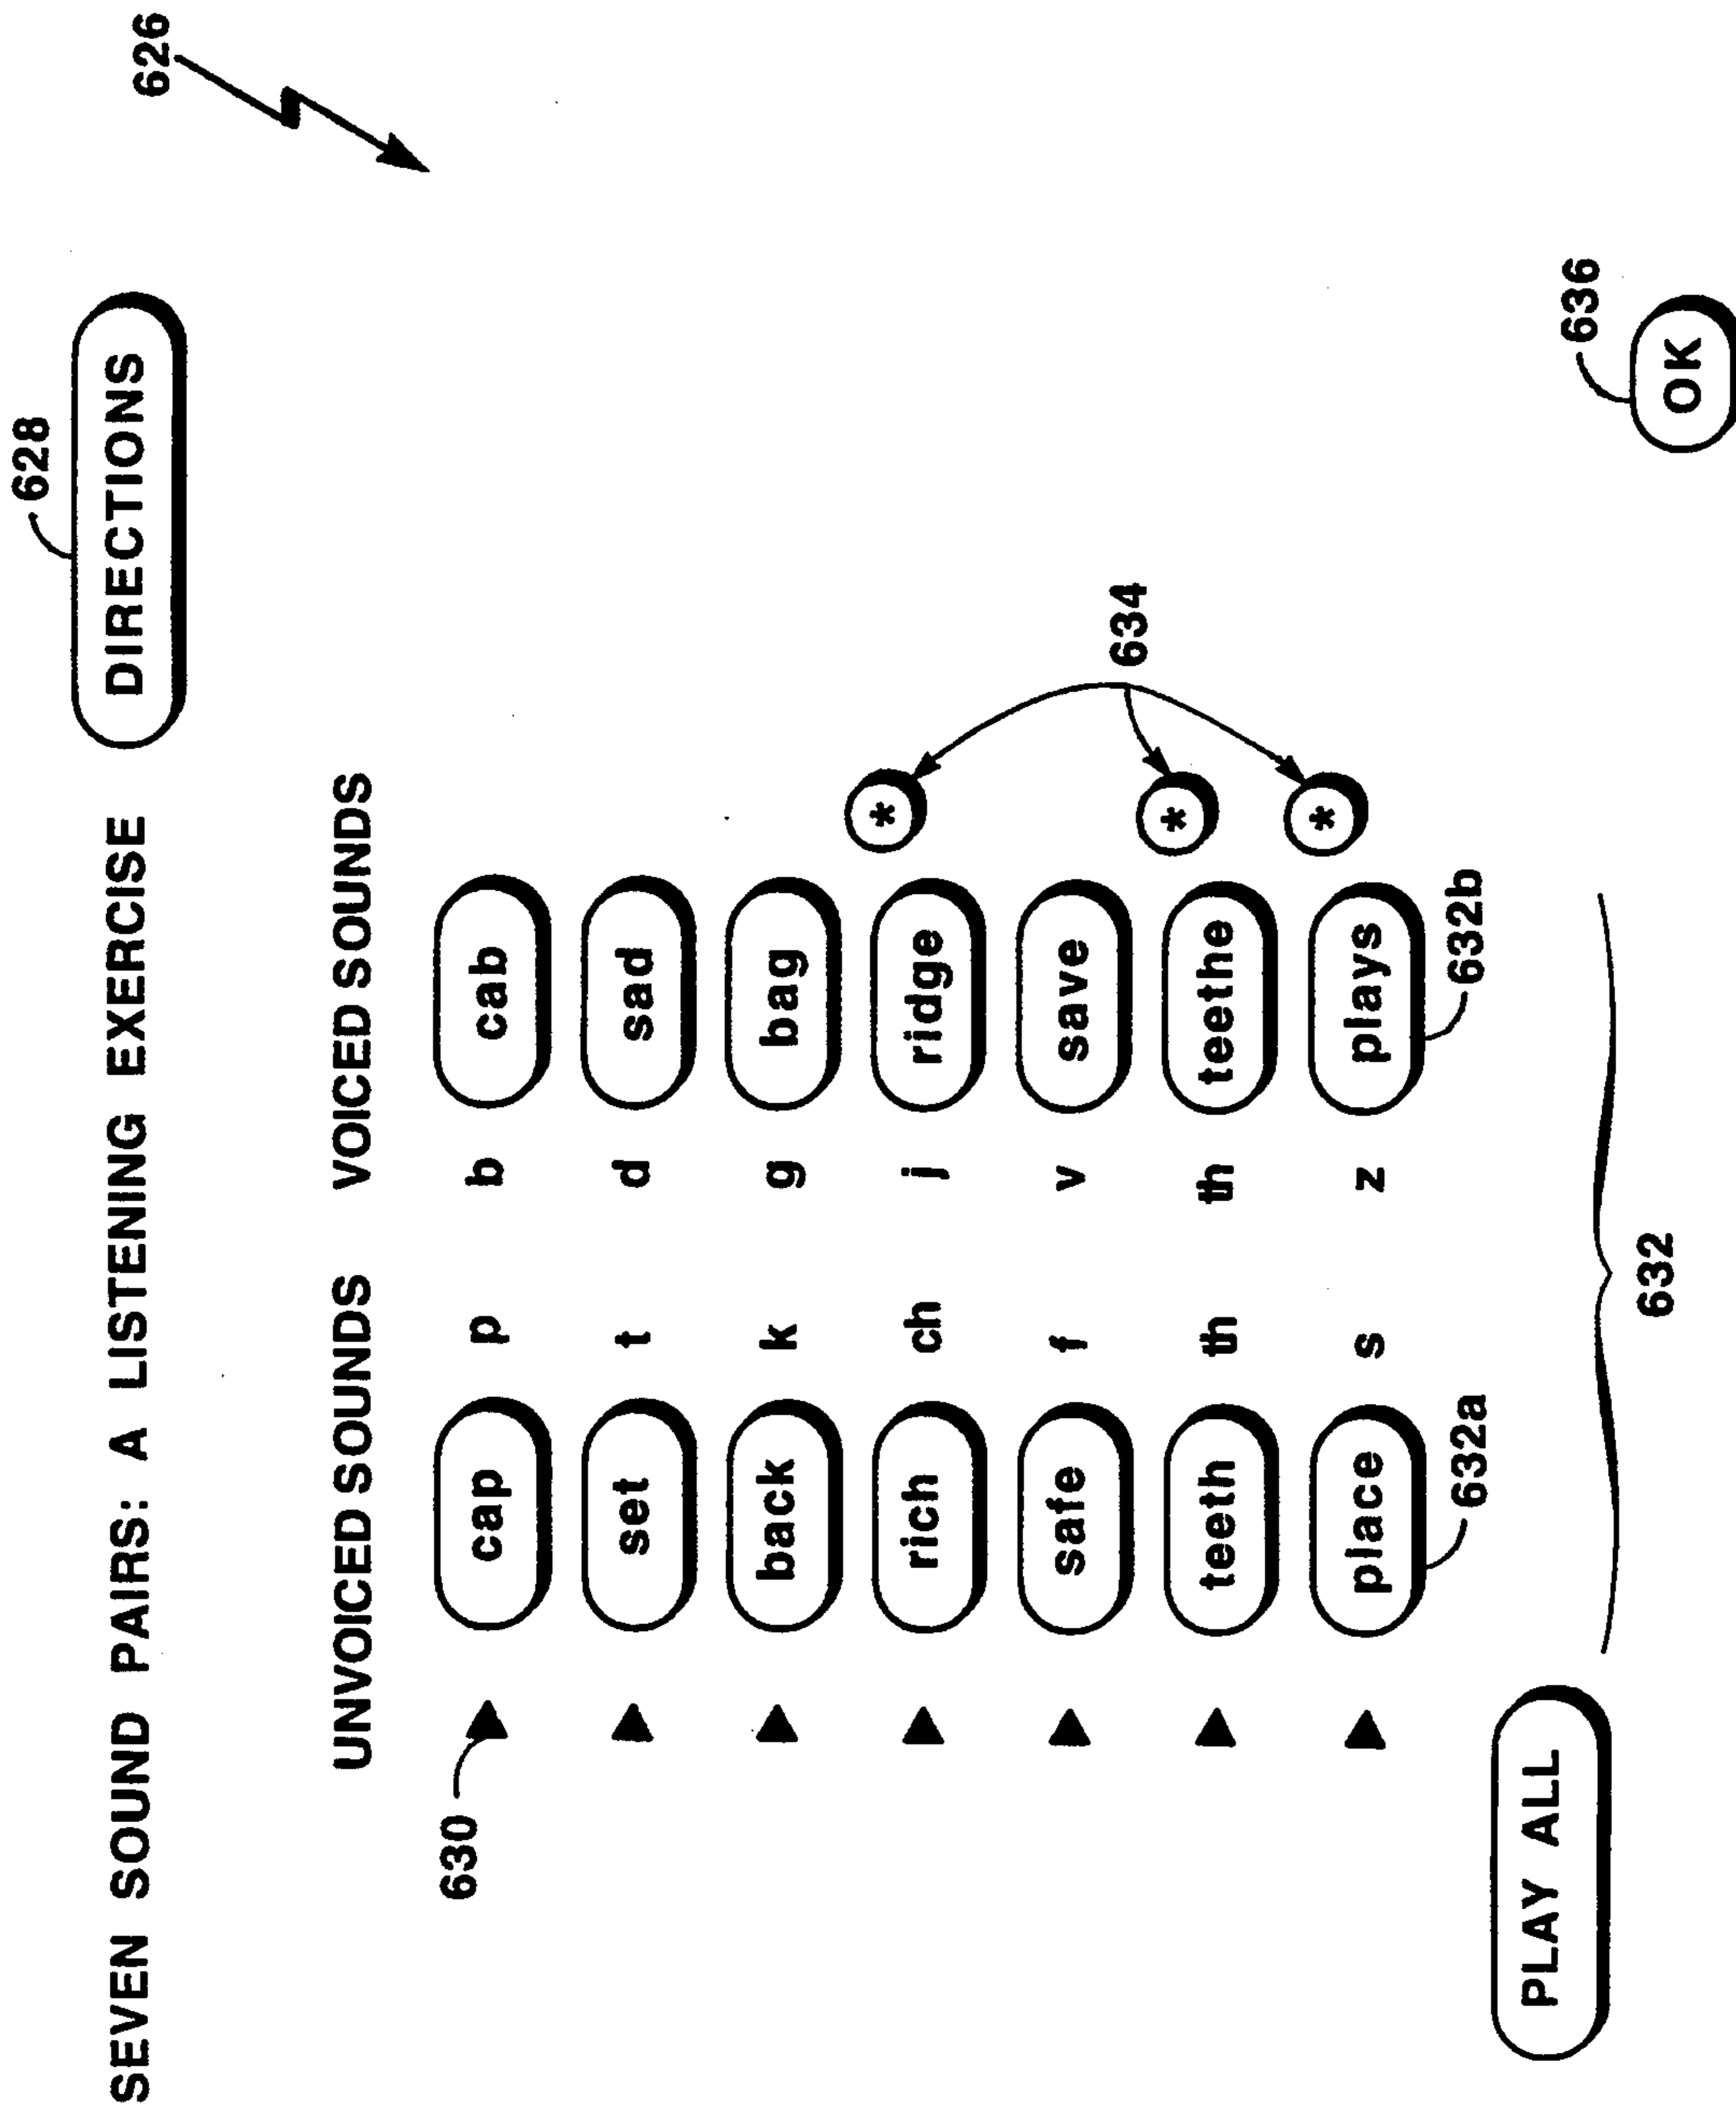 626
628
SEVEN SOUND PAIRS: A LISTENING EXERCISE DIRECTIONS
UNVOICED SOUNDS VOICED SOUNDS
630
cap p b cab
set t d sad
back k g bag
rich ch j ridge *
safe f v save
634
teeth th th teethe *
place s z plays *
632a 632b
PLAY ALL
636
632
OK